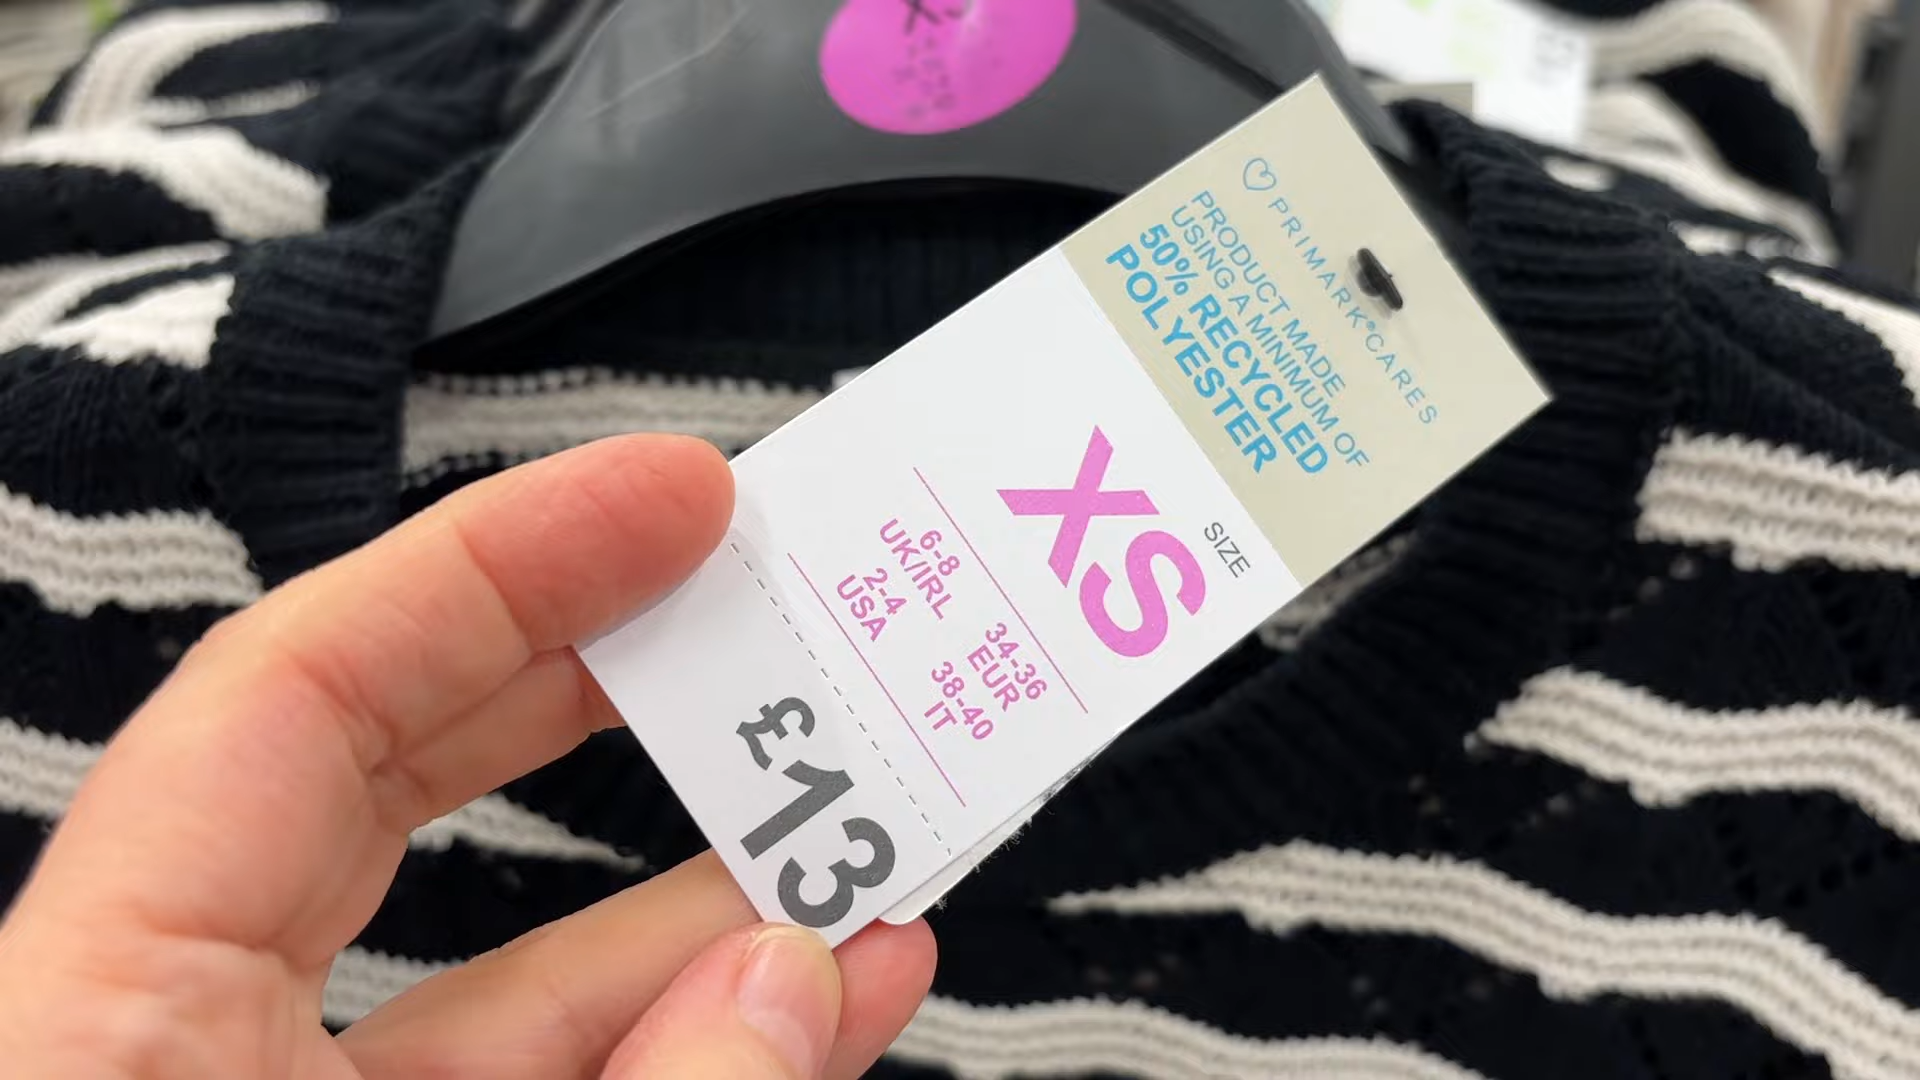 PRIMARK®CARES
PRODUCT MADE
USING A MINIMUM OF
50% RECYCLED
POLYESTER
SIZE
XS
34-36
EUR
38-40
IT
6-8
UK/IRL
2-4
USA
£13